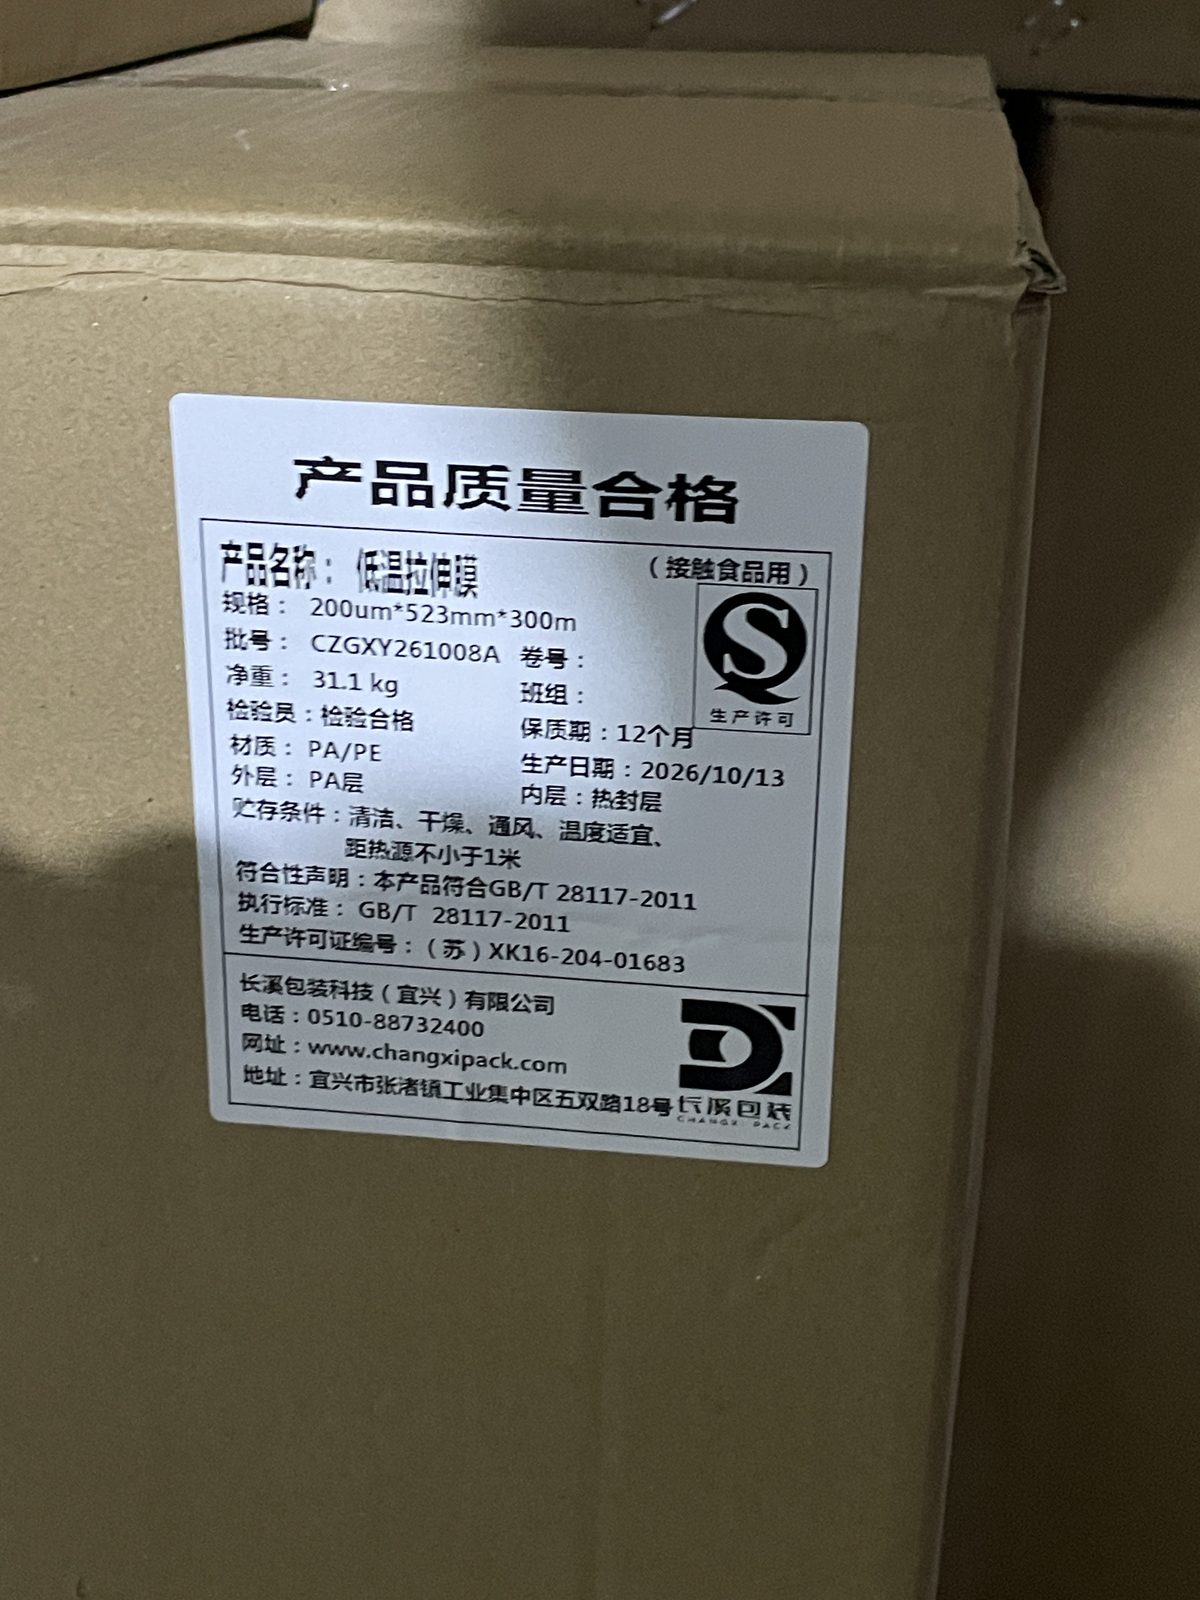 产品质量合格
产品名称： 低温拉伸膜 （接触食品用）
规格： 200um*523mm*300m
批号： CZGXY261008A 卷号：
净重： 31.1 kg 班组：
生产许可
检验员：检验合格 保质期：12个月
材质： PA/PE 生产日期：2026/10/13
外层： PA层 内层：热封层
贮存条件：清洁、干燥、通风、温度适宜、
距热源不小于1米
符合性声明：本产品符合GB/T 28117-2011
执行标准： GB/T 28117-2011
生产许可证编号：（苏）XK16-204-01683
长溪包装科技（宜兴）有限公司
电话：0510-88732400
网址：www.changxipack.com
地址：宜兴市张渚镇工业集中区五双路18号
长溪包装
CHANGXI PACK